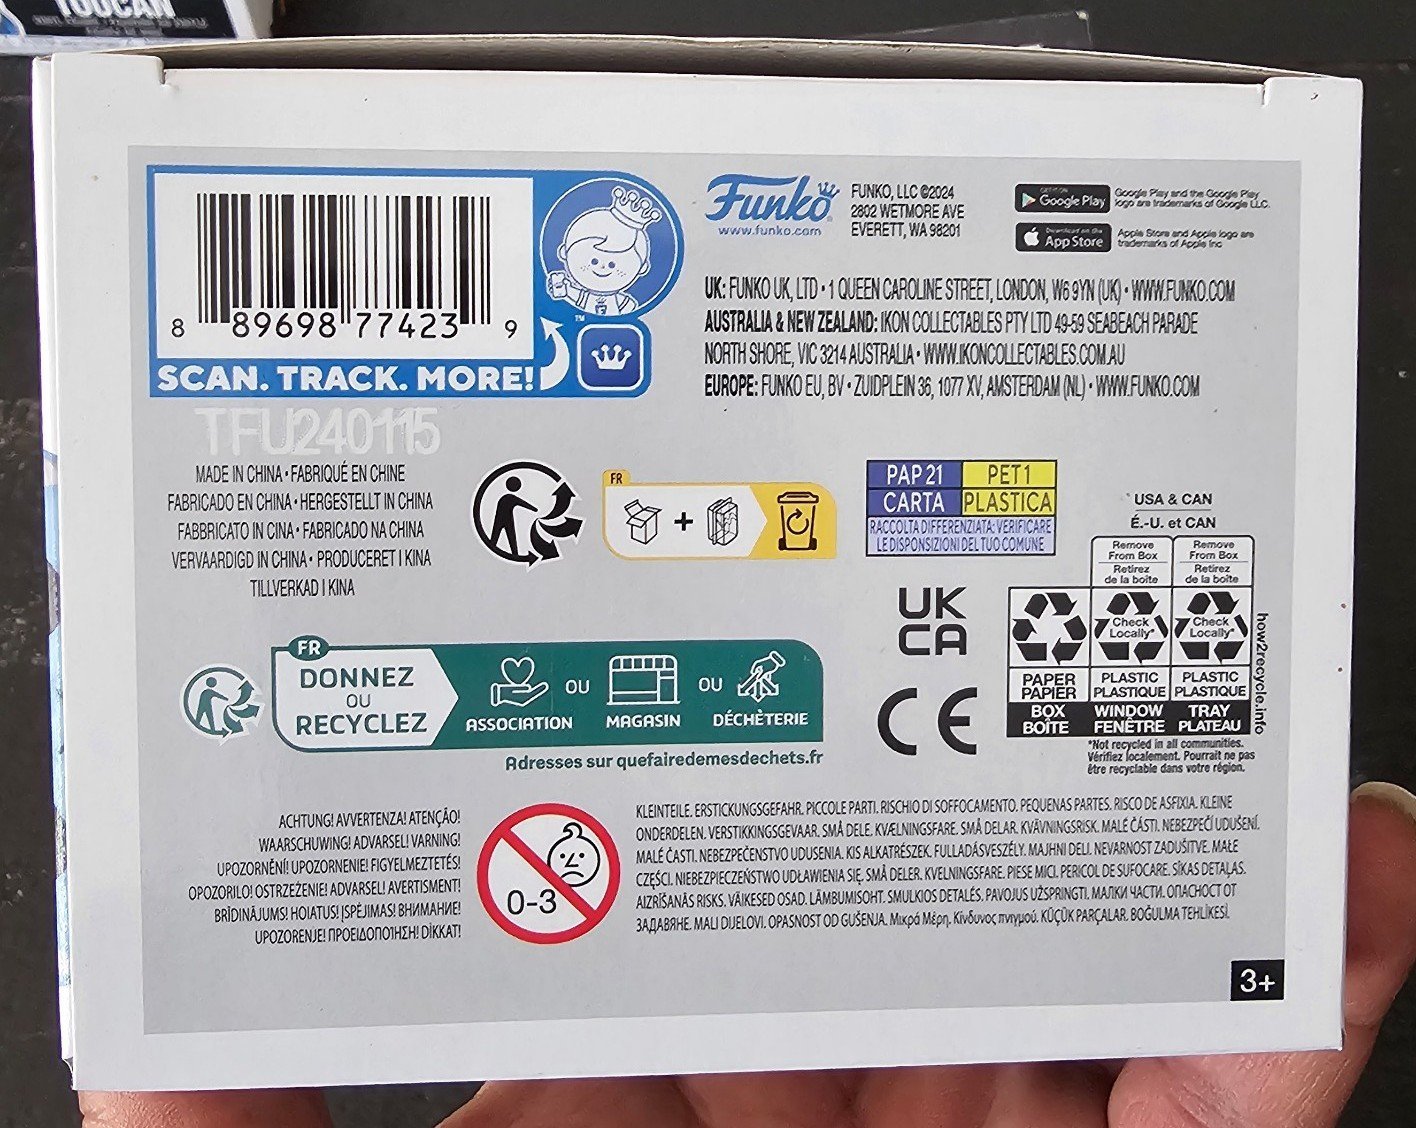 TOUCAN
8 89698 77423 9
SCAN. TRACK. MORE!
TM
TFU240115
Funko
www.funko.com
FUNKO, LLC ©2024
2802 WETMORE AVE
EVERETT, WA 98201
GET IT ON
Google Play
Google Play and the Google Play
logo are trademarks of Google LLC.
Download on the
App Store
Apple Store and Apple logo are
trademarks of Apple Inc
UK: FUNKO UK, LTD • 1 QUEEN CAROLINE STREET, LONDON, W6 9YN (UK) • WWW.FUNKO.COM
AUSTRALIA & NEW ZEALAND: IKON COLLECTABLES PTY LTD 49-59 SEABEACH PARADE
NORTH SHORE, VIC 3214 AUSTRALIA • WWW.IKONCOLLECTABLES.COM.AU
EUROPE: FUNKO EU, BV • ZUIDPLEIN 36, 1077 XV, AMSTERDAM (NL) • WWW.FUNKO.COM
MADE IN CHINA • FABRIQUÉ EN CHINE
FABRICADO EN CHINA • HERGESTELLT IN CHINA
FABBRICATO IN CINA • FABRICADO NA CHINA
VERVAARDIGD IN CHINA • PRODUCERET I KINA
TILLVERKAD I KINA
FR
+
PAP 21 PET 1
CARTA PLASTICA
RACCOLTA DIFFERENZIATA: VERIFICARE
LE DISPONSIZIONI DEL TUO COMUNE
* USA & CAN
É.-U. et CAN
Remove
From Box
Retirez
de la boîte
Remove
From Box
Retirez
de la boîte
Check
Locally*
Check
Locally*
PAPER
PAPIER
PLASTIC
PLASTIQUE
PLASTIC
PLASTIQUE
BOX
BOÎTE
WINDOW
FENÊTRE
TRAY
PLATEAU
how2recycle.info
*Not recycled in all communities.
Vérifiez localement. Pourrait ne pas
être recyclable dans votre région.
UK
CA
CE
FR
DONNEZ
OU
RECYCLEZ
ASSOCIATION
OU
MAGASIN
OU
DÉCHÈTERIE
Adresses sur quefairedemesdechets.fr
ACHTUNG! AVVERTENZA! ATENÇÃO!
WAARSCHUWING! ADVARSEL! VARNING!
UPOZORNĚNÍ! UPOZORNENIE! FIGYELMEZTETÉS!
OPOZORILO! OSTRZEŻENIE! ADVARSEL! AVERTISMENT!
BRĪDINĀJUMS! HOIATUS! ĮSPĖJIMAS! ВНИМАНИЕ!
UPOZORENJE! ΠΡΟΕΙΔΟΠΟΊΗΣΗ! DİKKAT!
0-3
KLEINTEILE. ERSTICKUNGSGEFAHR. PICCOLE PARTI. RISCHIO DI SOFFOCAMENTO. PEQUENAS PARTES. RISCO DE ASFIXIA. KLEINE
ONDERDELEN. VERSTIKKINGSGEVAAR. SMÅ DELE. KVÆLNINGSFARE. SMÅ DELAR. KVÄVNINGSRISK. MALÉ ČÁSTI. NEBEZPEČÍ UDUŠENÍ.
MALÉ ČASTI. NEBEZPEČENSTVO UDUSENIA. KIS ALKATRÉSZEK. FULLADÁSVESZÉLY. MAJHNI DELI. NEVARNOST ZADUŠITVE. MAŁE
CZĘŚCI. NIEBEZPIECZEŃSTWO UDŁAWIENIA SIĘ. SMÅ DELER. KVELNINGSFARE. PIESE MICI. PERICOL DE SUFOCARE. SĪKAS DETAĻAS.
AIZRĪŠANĀS RISKS. VÄIKESED OSAD. LÄMBUMISOHT. SMULKIOS DETALĖS. PAVOJUS UŽSPRINGTI. МАЛКИ ЧАСТИ. ОПАСНОСТ ОТ
ЗАДАВЯНЕ. MALI DIJELOVI. OPASNOST OD GUŠENJA. Μικρά Μέρη. Κίνδυνος πνιγμού. KÜÇÜK PARÇALAR. BOĞULMA TEHLİKESİ.
3+